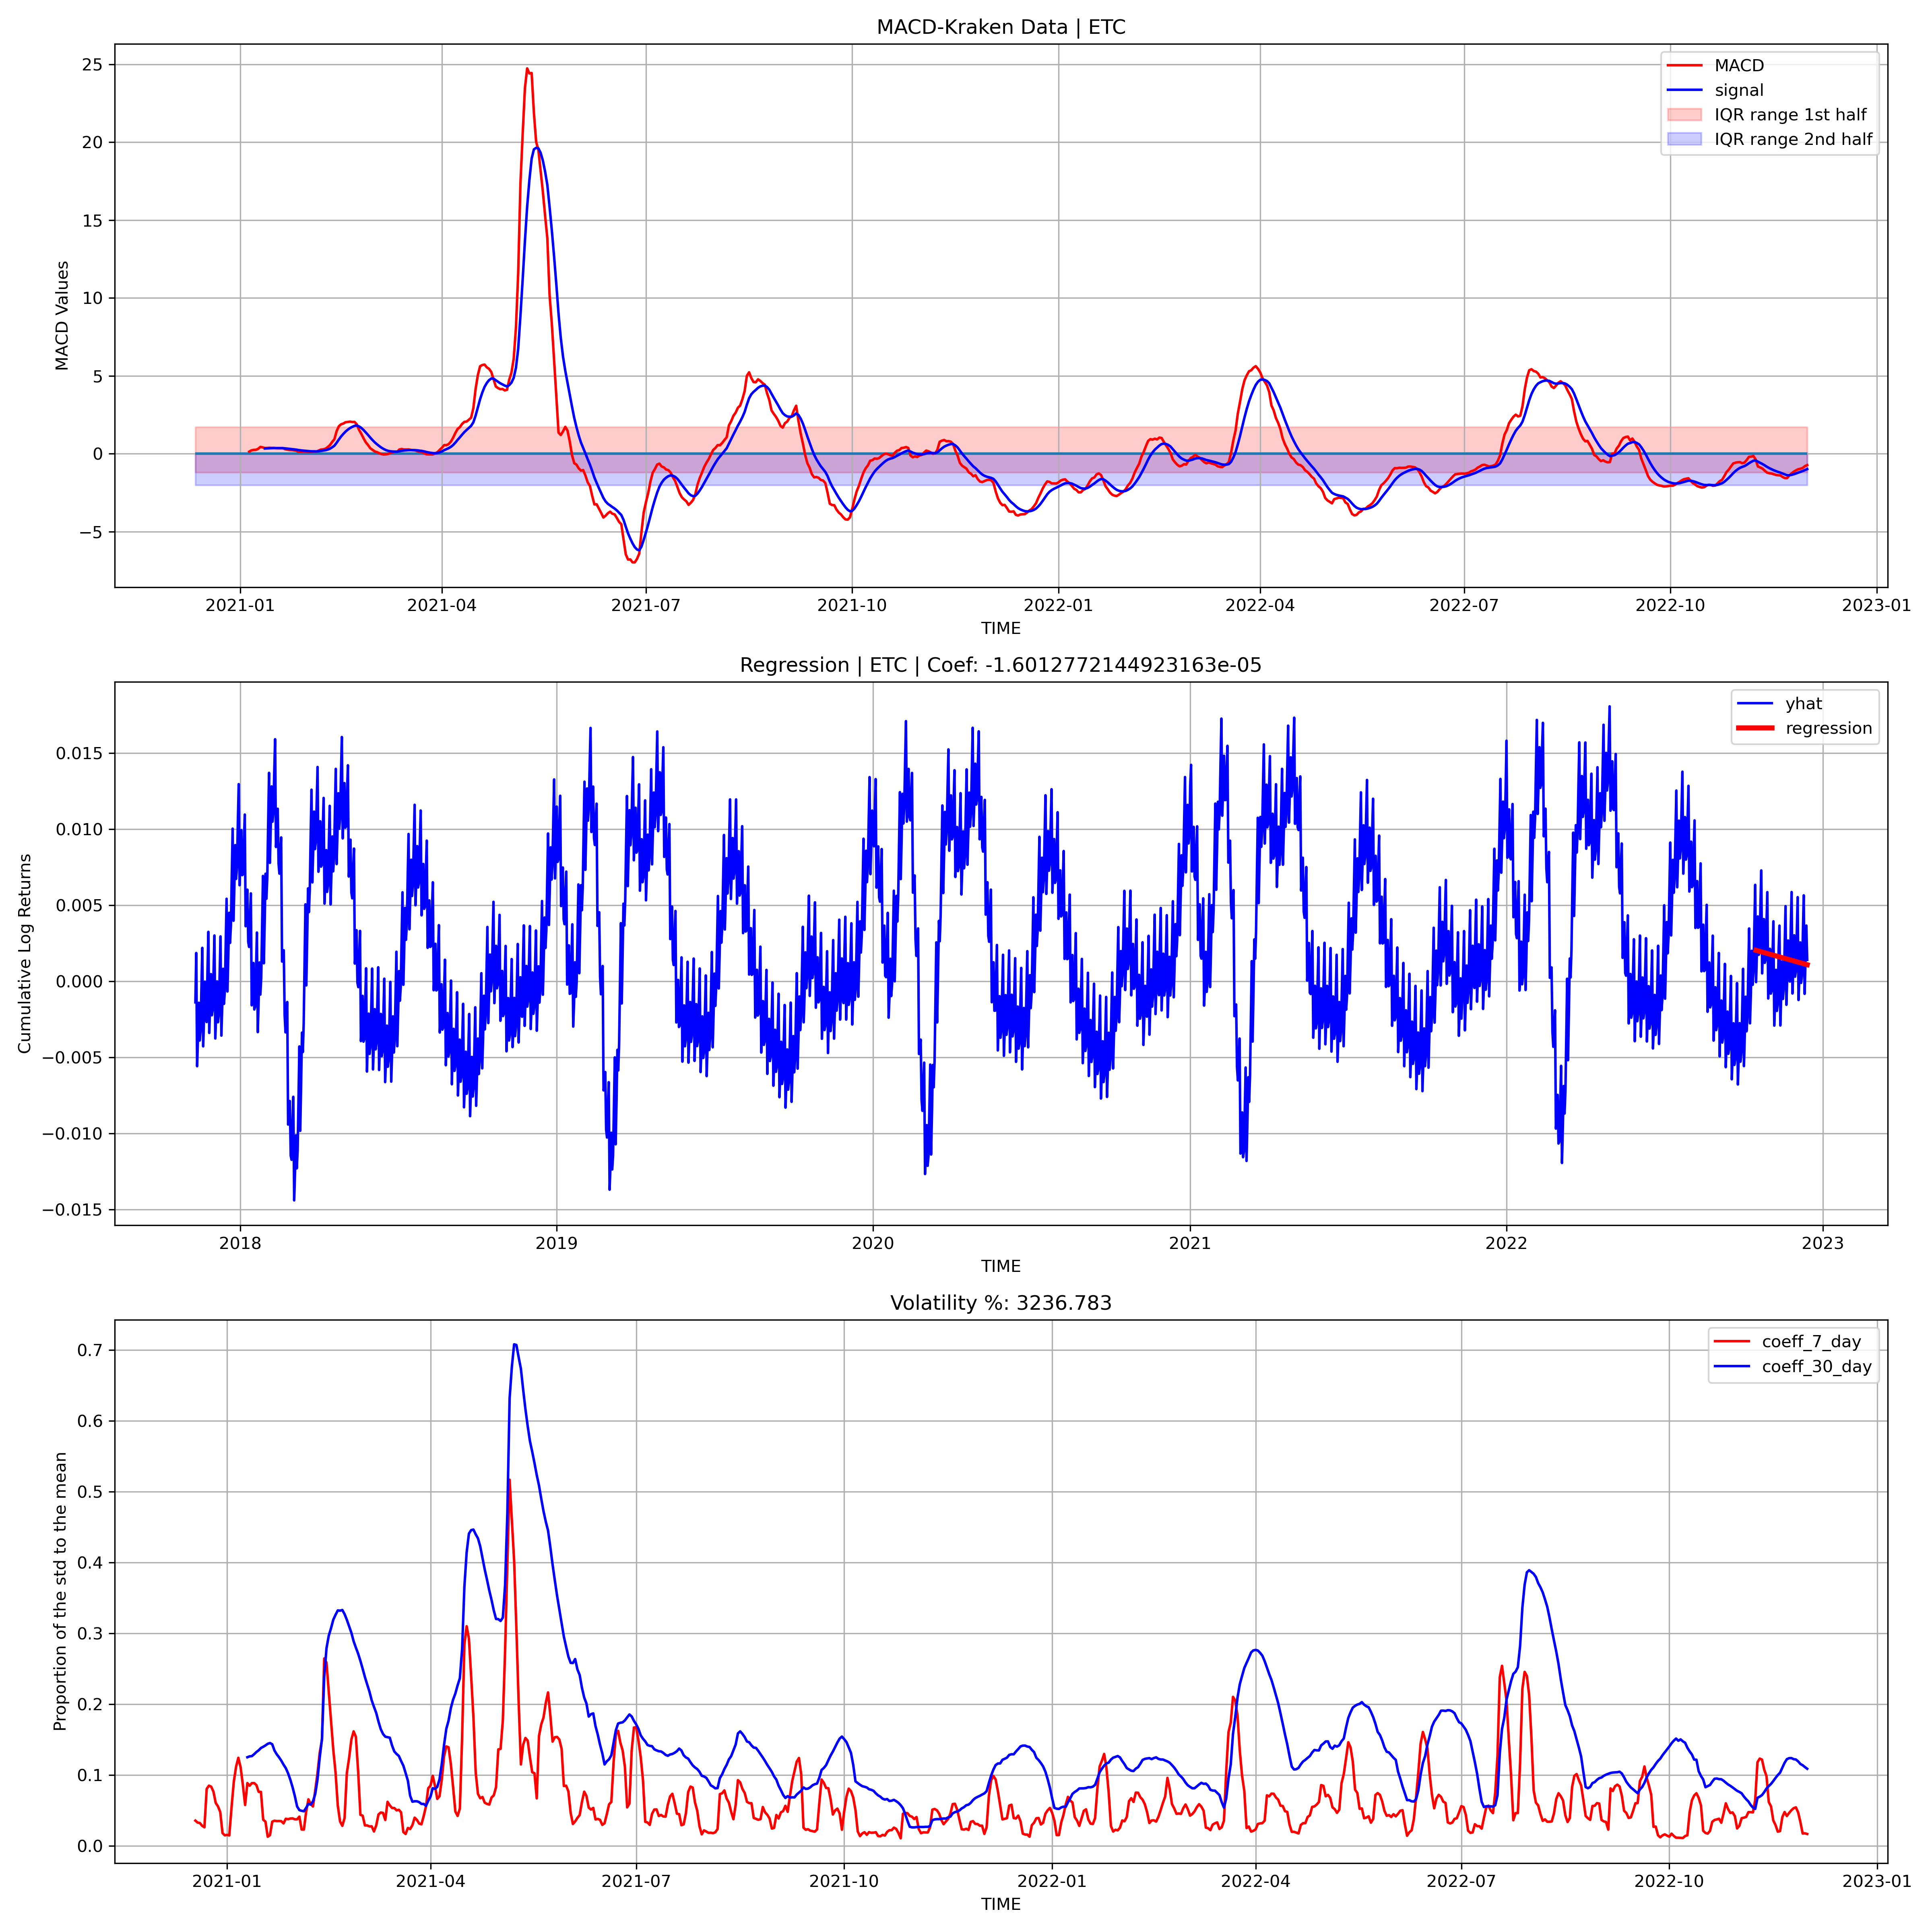 MACD-Kraken Data | ETC
MACD
signal
IQR range 1st half
IQR range 2nd half
MACD Values
25
20
15
10
5
0
−5
2021-01
2021-04
2021-07
2021-10
2022-01
2022-04
2022-07
2022-10
2023-01
TIME
Regression | ETC | Coef: -1.6012772144923163e-05
yhat
regression
Cumulative Log Returns
0.015
0.010
0.005
0.000
−0.005
−0.010
−0.015
2018
2019
2020
2021
2022
2023
TIME
Volatility %: 3236.783
coeff_7_day
coeff_30_day
Proportion of the std to the mean
0.7
0.6
0.5
0.4
0.3
0.2
0.1
0.0
2021-01
2021-04
2021-07
2021-10
2022-01
2022-04
2022-07
2022-10
2023-01
TIME